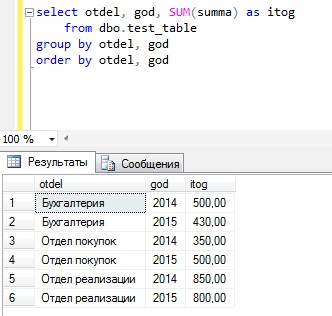 select otdel, god, SUM(summa) as itog
from dbo.test_table
group by otdel, god
order by otdel, god
100 %
Результаты Сообщения
otdel god itog
1 Бухгалтерия 2014 500,00
2 Бухгалтерия 2015 430,00
3 Отдел покупок 2014 350,00
4 Отдел покупок 2015 500,00
5 Отдел реализации 2014 850,00
6 Отдел реализации 2015 800,00